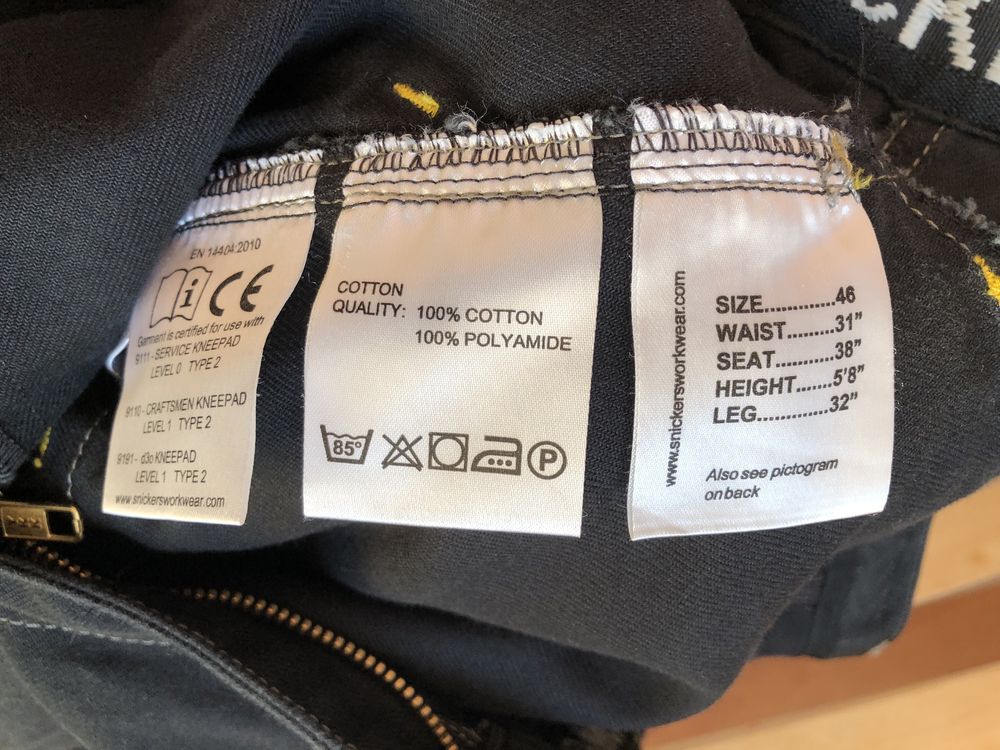 EN 14404:2010
i CE
Garment is certified for use with
9111 - SERVICE KNEEPAD
LEVEL 0 TYPE 2
9110 - CRAFTSMEN KNEEPAD
LEVEL 1 TYPE 2
9191 - d3o KNEEPAD
LEVEL 1 TYPE 2
www.snickersworkwear.com
COTTON
QUALITY: 100% COTTON
100% POLYAMIDE
85° P
www.snickersworkwear.com
SIZE.............46
WAIST.........31”
SEAT...........38”
HEIGHT.......5’8”
LEG.............32”
Also see pictogram
on back